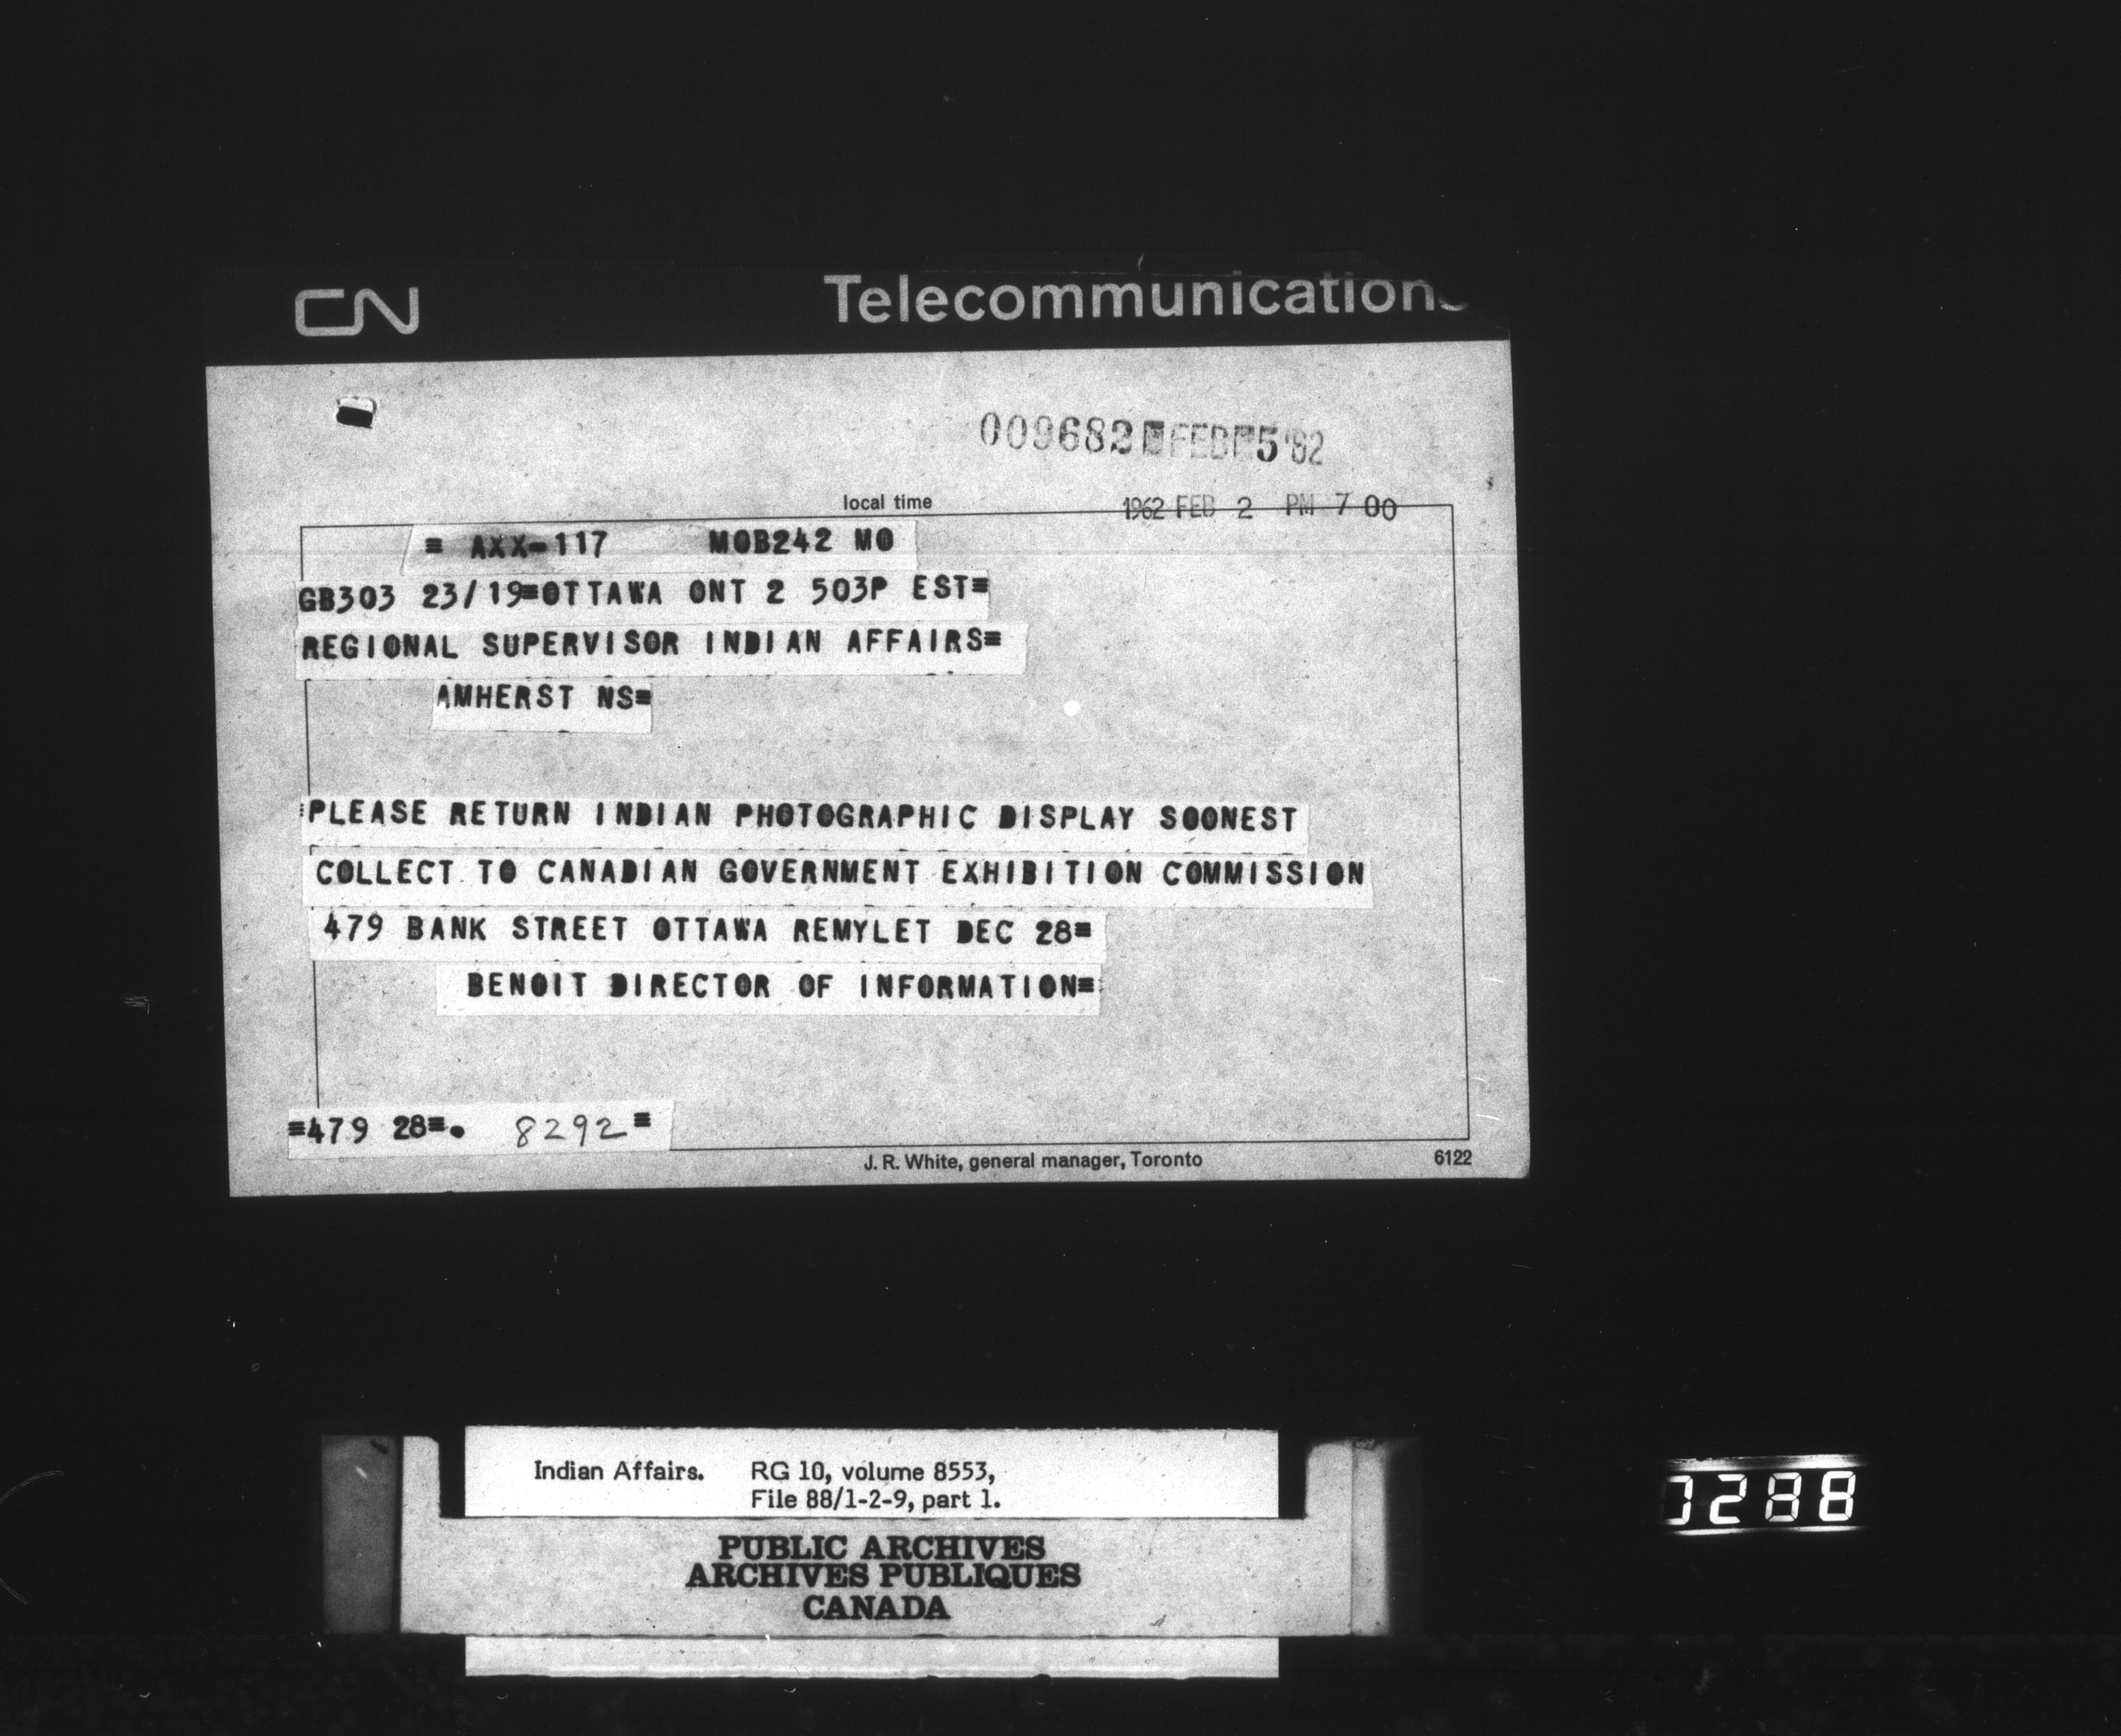 CN Telecommunications
009682 FEB 5'62
local time 1962 FEB 2 PM 7 00
= AXX-117 MOB242 MO
GB303 23/19=OTTAWA ONT 2 503P EST=
REGIONAL SUPERVISOR INDIAN AFFAIRS=
AMHERST NS=
:PLEASE RETURN INDIAN PHOTOGRAPHIC DISPLAY SOONEST
COLLECT TO CANADIAN GOVERNMENT EXHIBITION COMMISSION
479 BANK STREET OTTAWA REMYLET DEC 28=
BENOIT DIRECTOR OF INFORMATION=:
=479 28=. 8292=
J. R. White, general manager, Toronto 6122
Indian Affairs. RG 10, volume 8553,
File 88/1-2-9, part 1.
PUBLIC ARCHIVES
ARCHIVES PUBLIQUES
CANADA